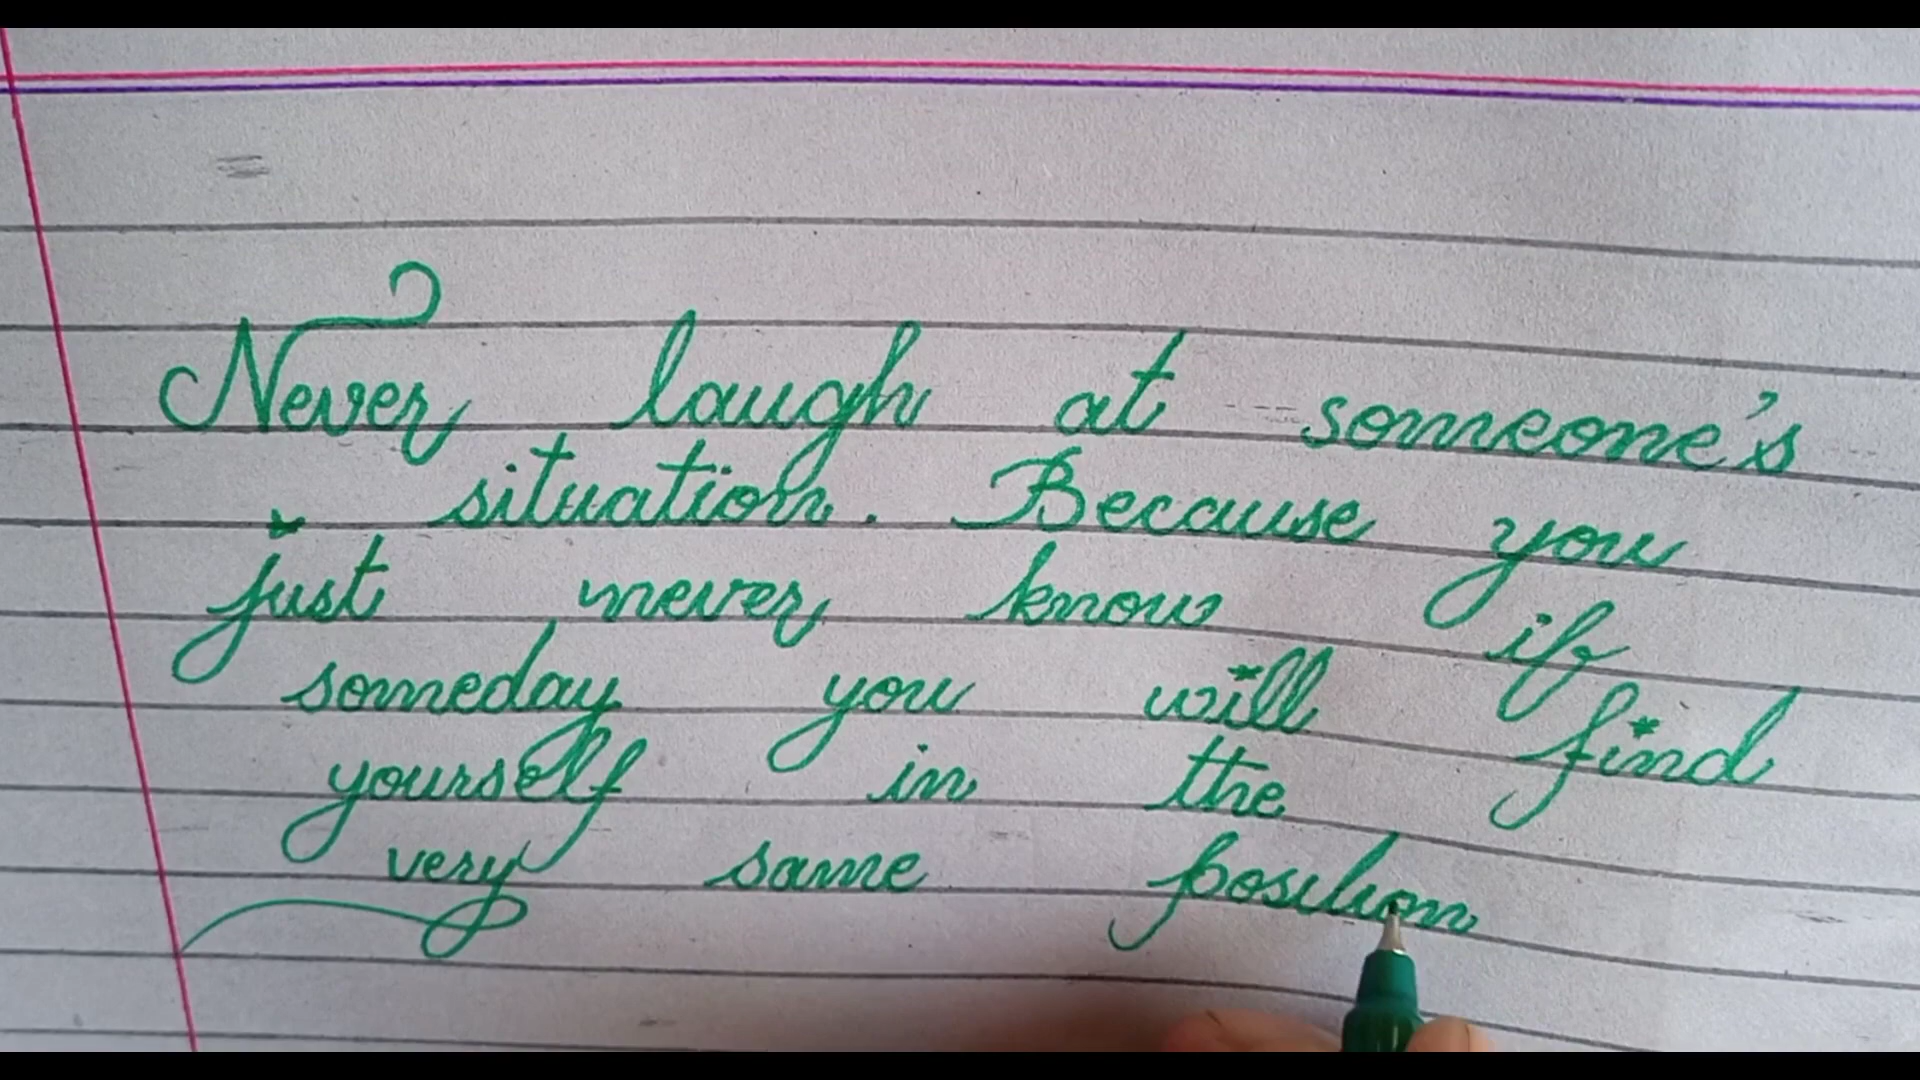 Never laugh at someone's
situation. Because you
just never know if
someday you will find
yourself in the
very same position